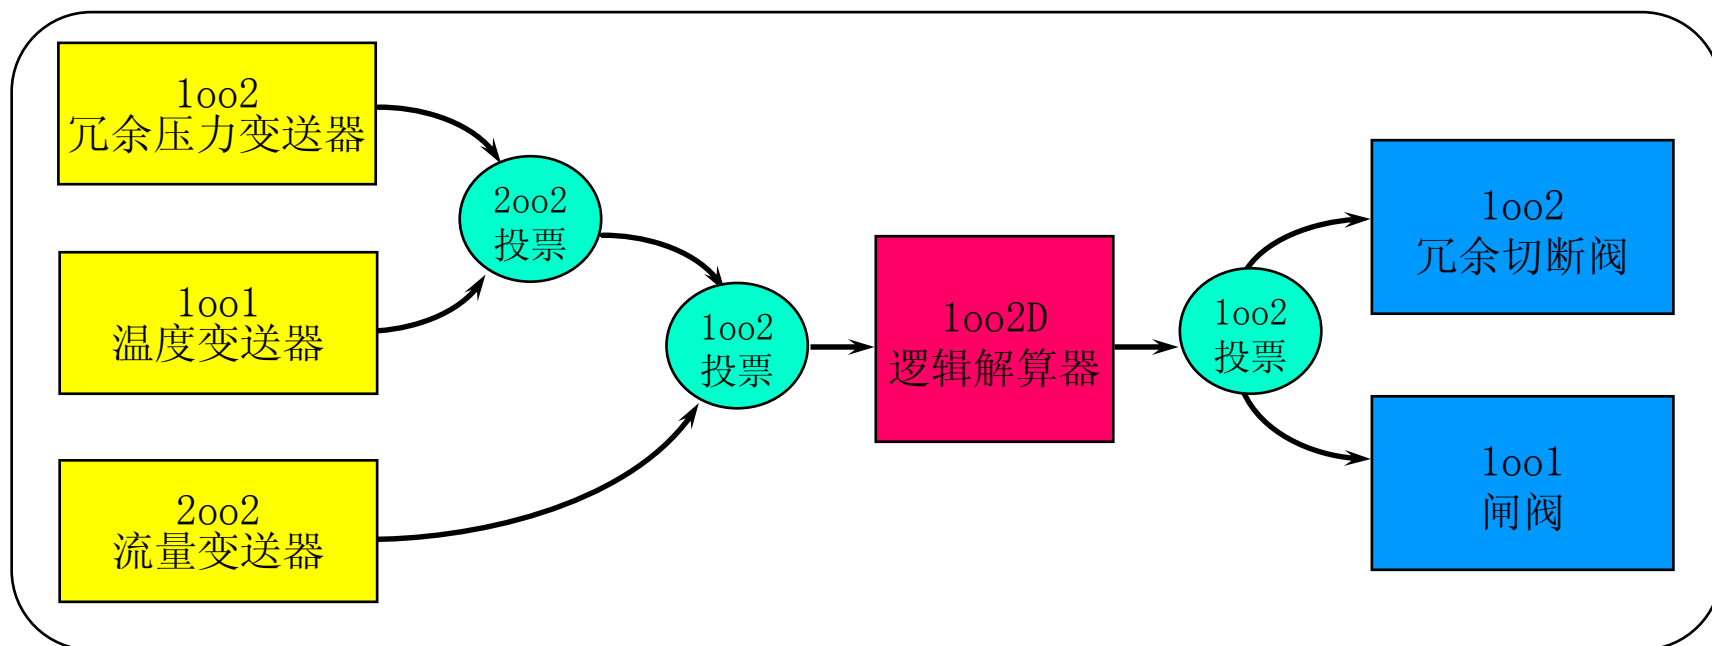 1oo2
冗余压力变送器
2oo2
投票
1oo1
温度变送器
1oo2
投票
2oo2
流量变送器
1oo2D
逻辑解算器
1oo2
投票
1oo2
冗余切断阀
1oo1
闸阀